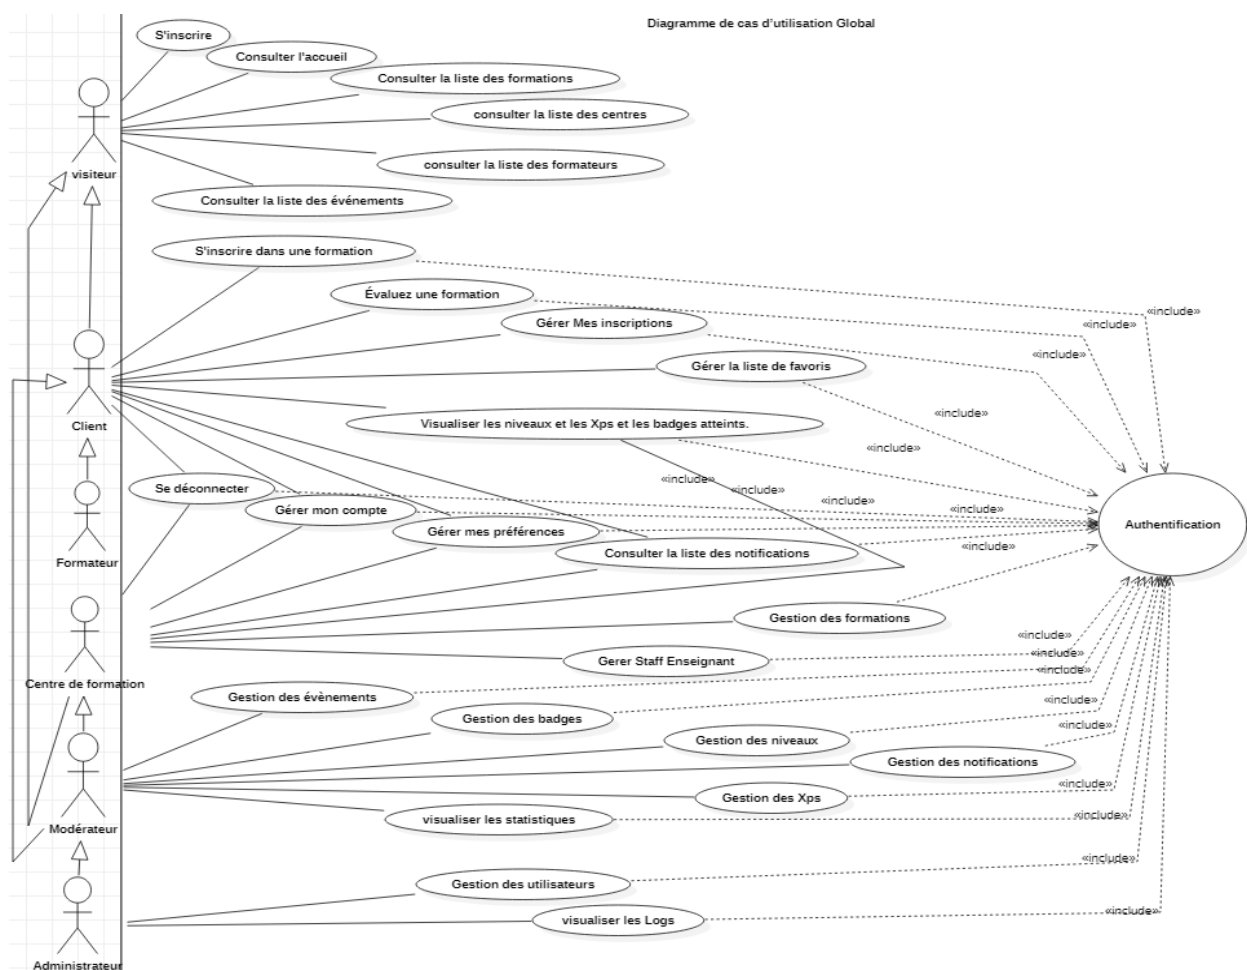 Diagramme de cas d'utilisation Global
S'inscrire
Consulter l'accueil
Consulter la liste des formations
consulter la liste des centres
consulter la liste des formateurs
visiteur
Consulter la liste des événements
S'inscrire dans une formation
Évaluez une formation
«include»
Gérer Mes inscriptions
«include»
«include»
Gérer la liste de favoris
«include»
Client
Visualiser les niveaux et les Xps et les badges atteints.
«include»
Se déconnecter
«include»
«include»
Gérer mon compte
«include»
«include»
Authentification
Gérer mes préférences
Consulter la liste des notifications
«include»
Formateur
Gestion des formations
«include»
Gerer Staff Enseignant
«include»
«include»
Centre de formation
Gestion des évènements
«include»
Gestion des badges
«include»
Gestion des niveaux
Gestion des notifications
«include»
Gestion des Xps
«include»
visualiser les statistiques
Modérateur
«include»
Gestion des utilisateurs
«include»
visualiser les Logs
Administrateur